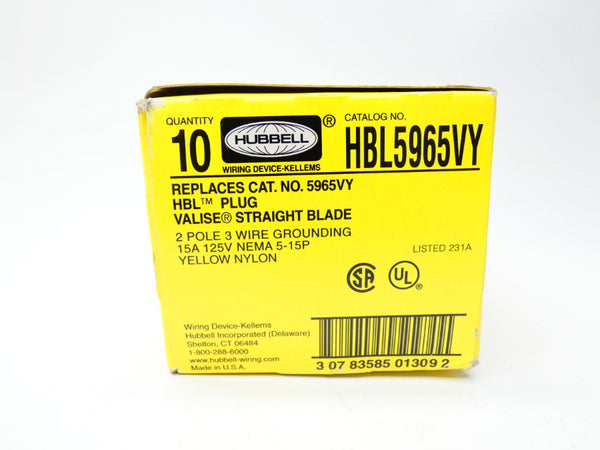 QUANTITY
10
HUBBELL®
WIRING DEVICE-KELLEMS
CATALOG NO.
HBL5965VY
REPLACES CAT. NO. 5965VY
HBL™ PLUG
VALISE® STRAIGHT BLADE
2 POLE 3 WIRE GROUNDING
15A 125V NEMA 5-15P
YELLOW NYLON
LISTED 231A
SA
UL®
Wiring Device-Kellems
Hubbell Incorporated (Delaware)
Shelton, CT 06484
1-800-288-6000
www.hubbell-wiring.com
Made in U.S.A.
3 07 83585 01309 2